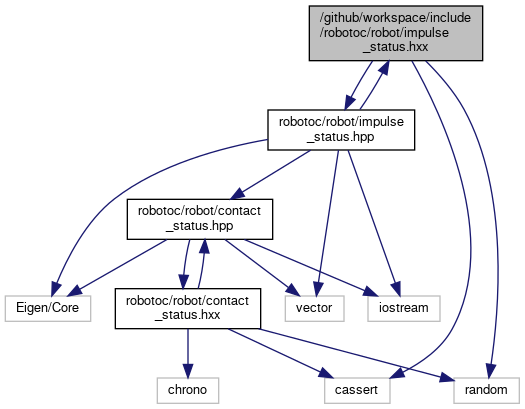 /github/workspace/include
/robotoc/robot/impulse
_status.hxx
robotoc/robot/impulse
_status.hpp
robotoc/robot/contact
_status.hpp
Eigen/Core
robotoc/robot/contact
_status.hxx
vector
iostream
chrono
cassert
random